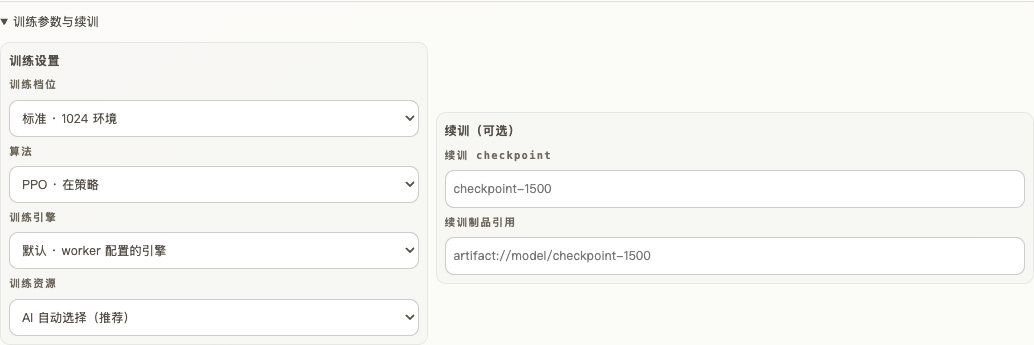 ▼ 训练参数与续训
训练设置
训练档位
标准 · 1024 环境
算法
PPO · 在策略
训练引擎
默认 · worker 配置的引擎
训练资源
AI 自动选择（推荐）
续训（可选）
续训 checkpoint
checkpoint-1500
续训制品引用
artifact://model/checkpoint-1500